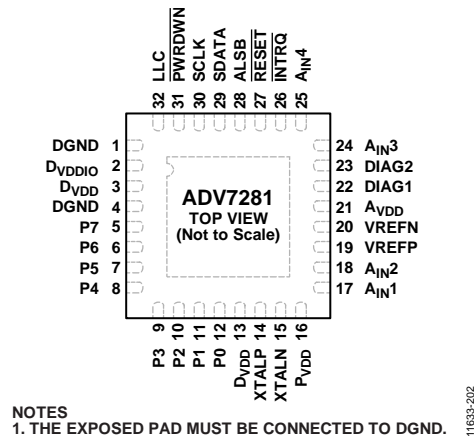 32 LLC
31 PWRDWN
30 SCLK
29 SDATA
28 ALSB
27 RESET
26 INTRQ
25 AIN4
DGND 1
DVDDIO 2
DVDD 3
DGND 4
P7 5
P6 6
P5 7
P4 8
ADV7281
TOP VIEW
(Not to Scale)
24 AIN3
23 DIAG2
22 DIAG1
21 AVDD
20 VREFN
19 VREFP
18 AIN2
17 AIN1
P3 9
P2 10
P1 11
P0 12
DVDD 13
XTALP 14
XTALN 15
PVDD 16
NOTES
1. THE EXPOSED PAD MUST BE CONNECTED TO DGND.
11633-202